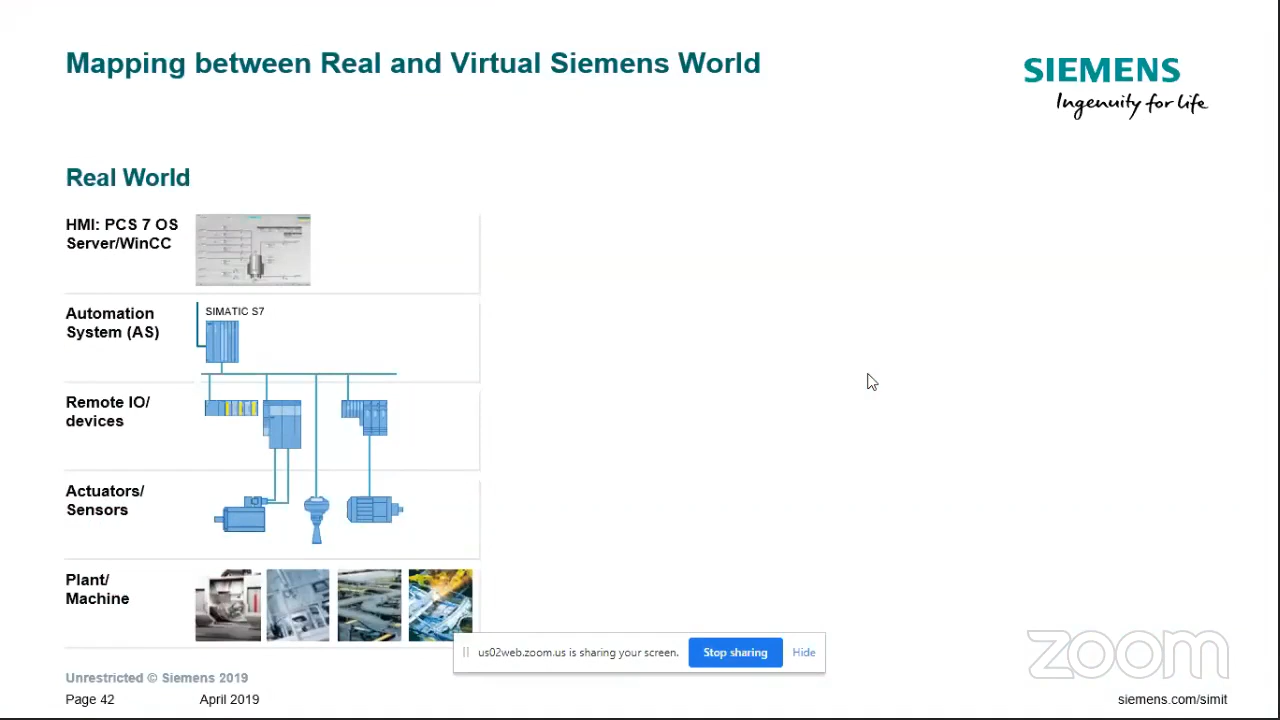 Mapping between Real and Virtual Siemens World
SIEMENS
Ingenuity for life
Real World
HMI: PCS 7 OS
Server/WinCC
Automation
System (AS)
SIMATIC S7
Remote IO/
devices
Actuators/
Sensors
Plant/
Machine
us02web.zoom.us is sharing your screen.
Stop sharing
Hide
zoom
Unrestricted © Siemens 2019
Page 42
April 2019
siemens.com/simit